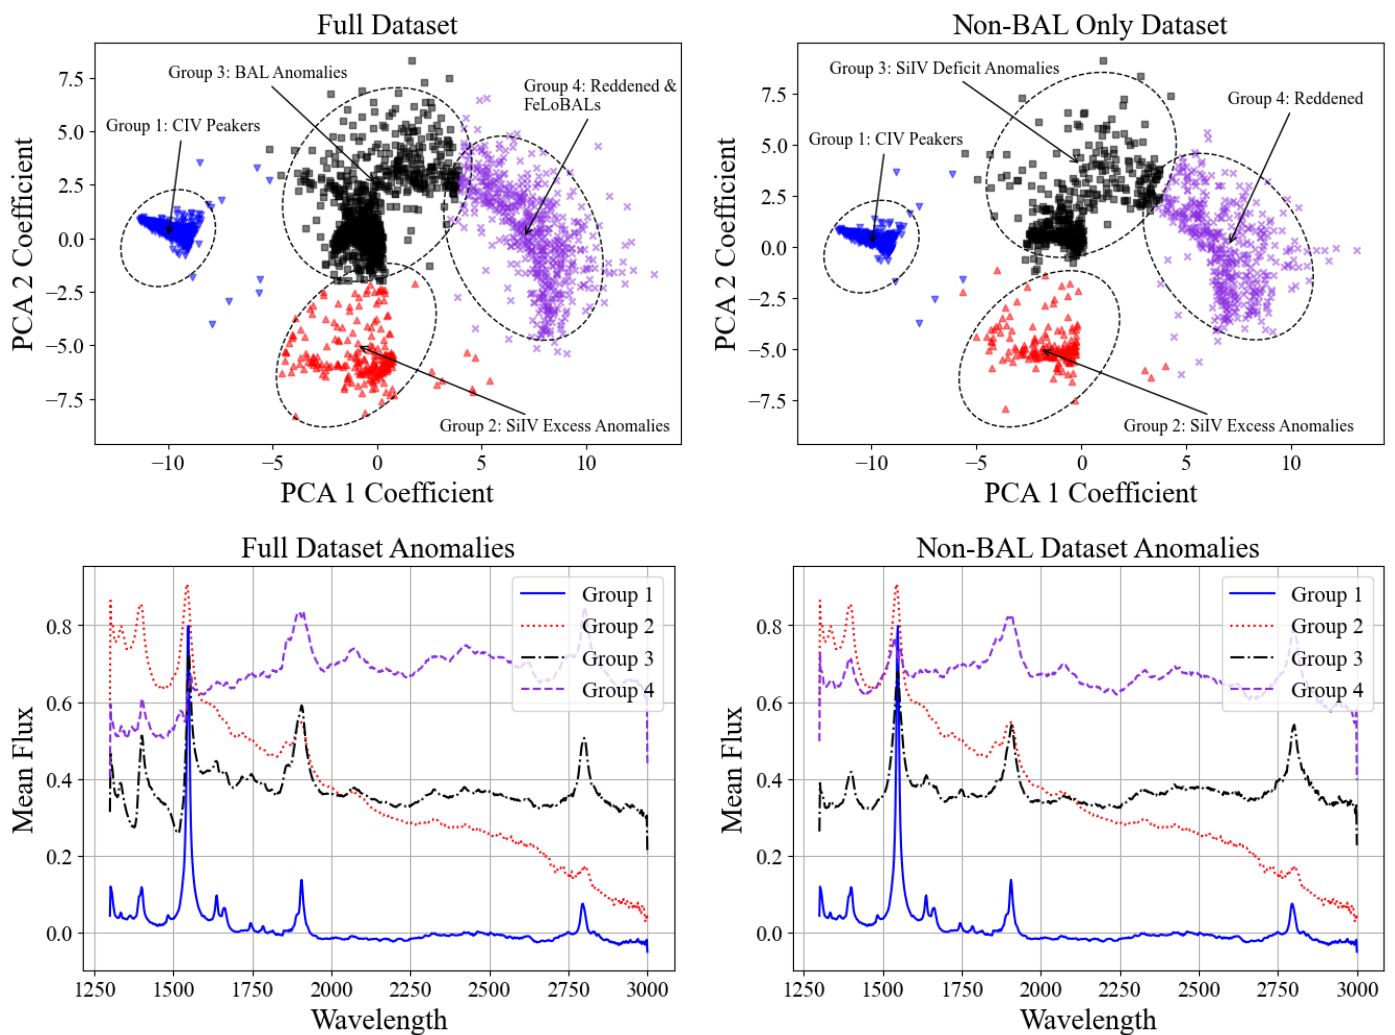 Full Dataset
Non-BAL Only Dataset
PCA 2 Coefficient
7.5
5.0
2.5
0.0
−2.5
−5.0
−7.5
Group 3: BAL Anomalies
Group 4: Reddened &
FeLoBALs
Group 1: CIV Peakers
Group 2: SiIV Excess Anomalies
−10
−5
0
5
10
PCA 1 Coefficient
PCA 2 Coefficient
7.5
5.0
2.5
0.0
−2.5
−5.0
−7.5
Group 3: SiIV Deficit Anomalies
Group 4: Reddened
Group 1: CIV Peakers
Group 2: SiIV Excess Anomalies
−10
−5
0
5
10
PCA 1 Coefficient
Full Dataset Anomalies
Mean Flux
0.8
0.6
0.4
0.2
0.0
Group 1
Group 2
Group 3
Group 4
1250
1500
1750
2000
2250
2500
2750
3000
Wavelength
Non-BAL Dataset Anomalies
Mean Flux
0.8
0.6
0.4
0.2
0.0
Group 1
Group 2
Group 3
Group 4
1250
1500
1750
2000
2250
2500
2750
3000
Wavelength